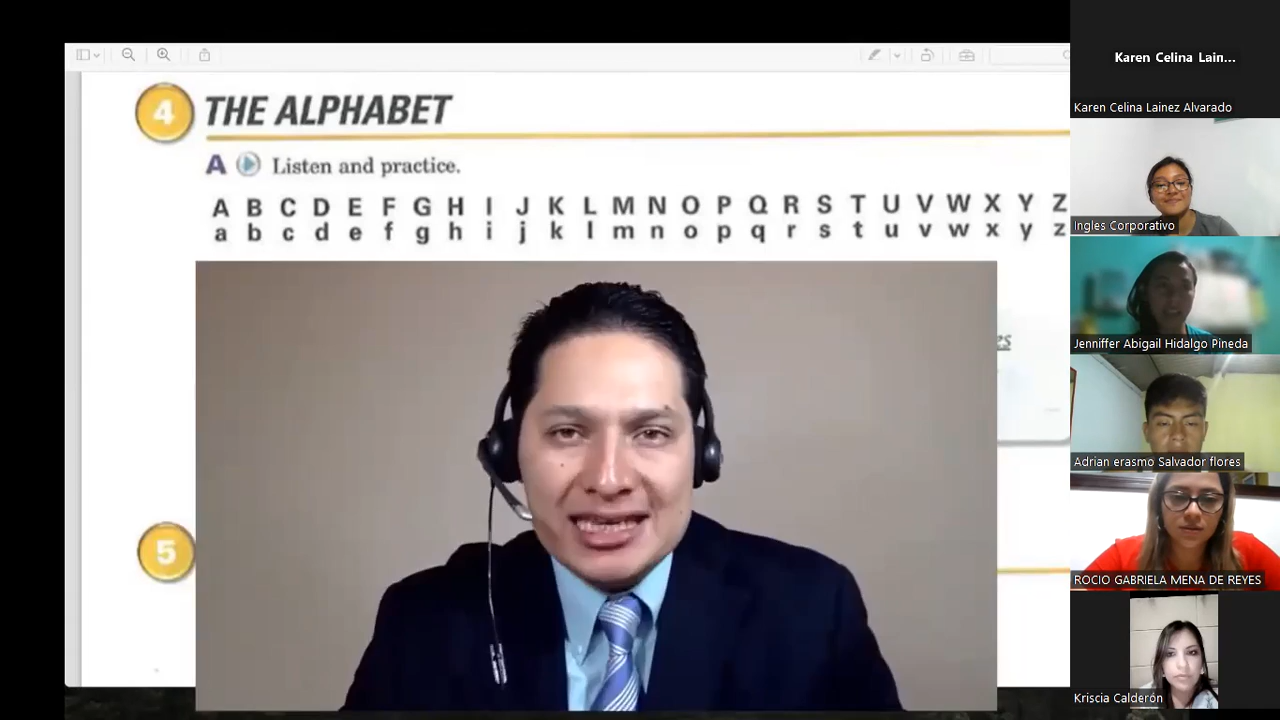 4 THE ALPHABET
A Listen and practice.
A B C D E F G H I J K L M N O P Q R S T U V W X Y Z
a b c d e f g h i j k l m n o p q r s t u v w x y z
5
Karen Celina Lain...
Karen Celina Lainez Alvarado
Ingles Corporativo
Jenniffer Abigail Hidalgo Pineda
Adrian erasmo Salvador flores
ROCIO GABRIELA MENA DE REYES
Kriscia Calderón